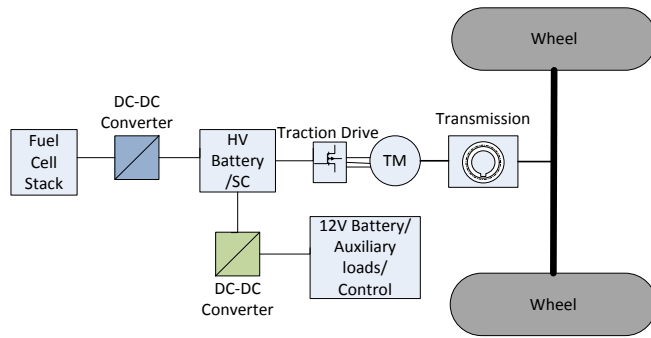 Wheel
DC-DC
Converter
Fuel
Cell
Stack
HV
Battery
/SC
Traction Drive
TM
Transmission
DC-DC
Converter
12V Battery/
Auxiliary
loads/
Control
Wheel